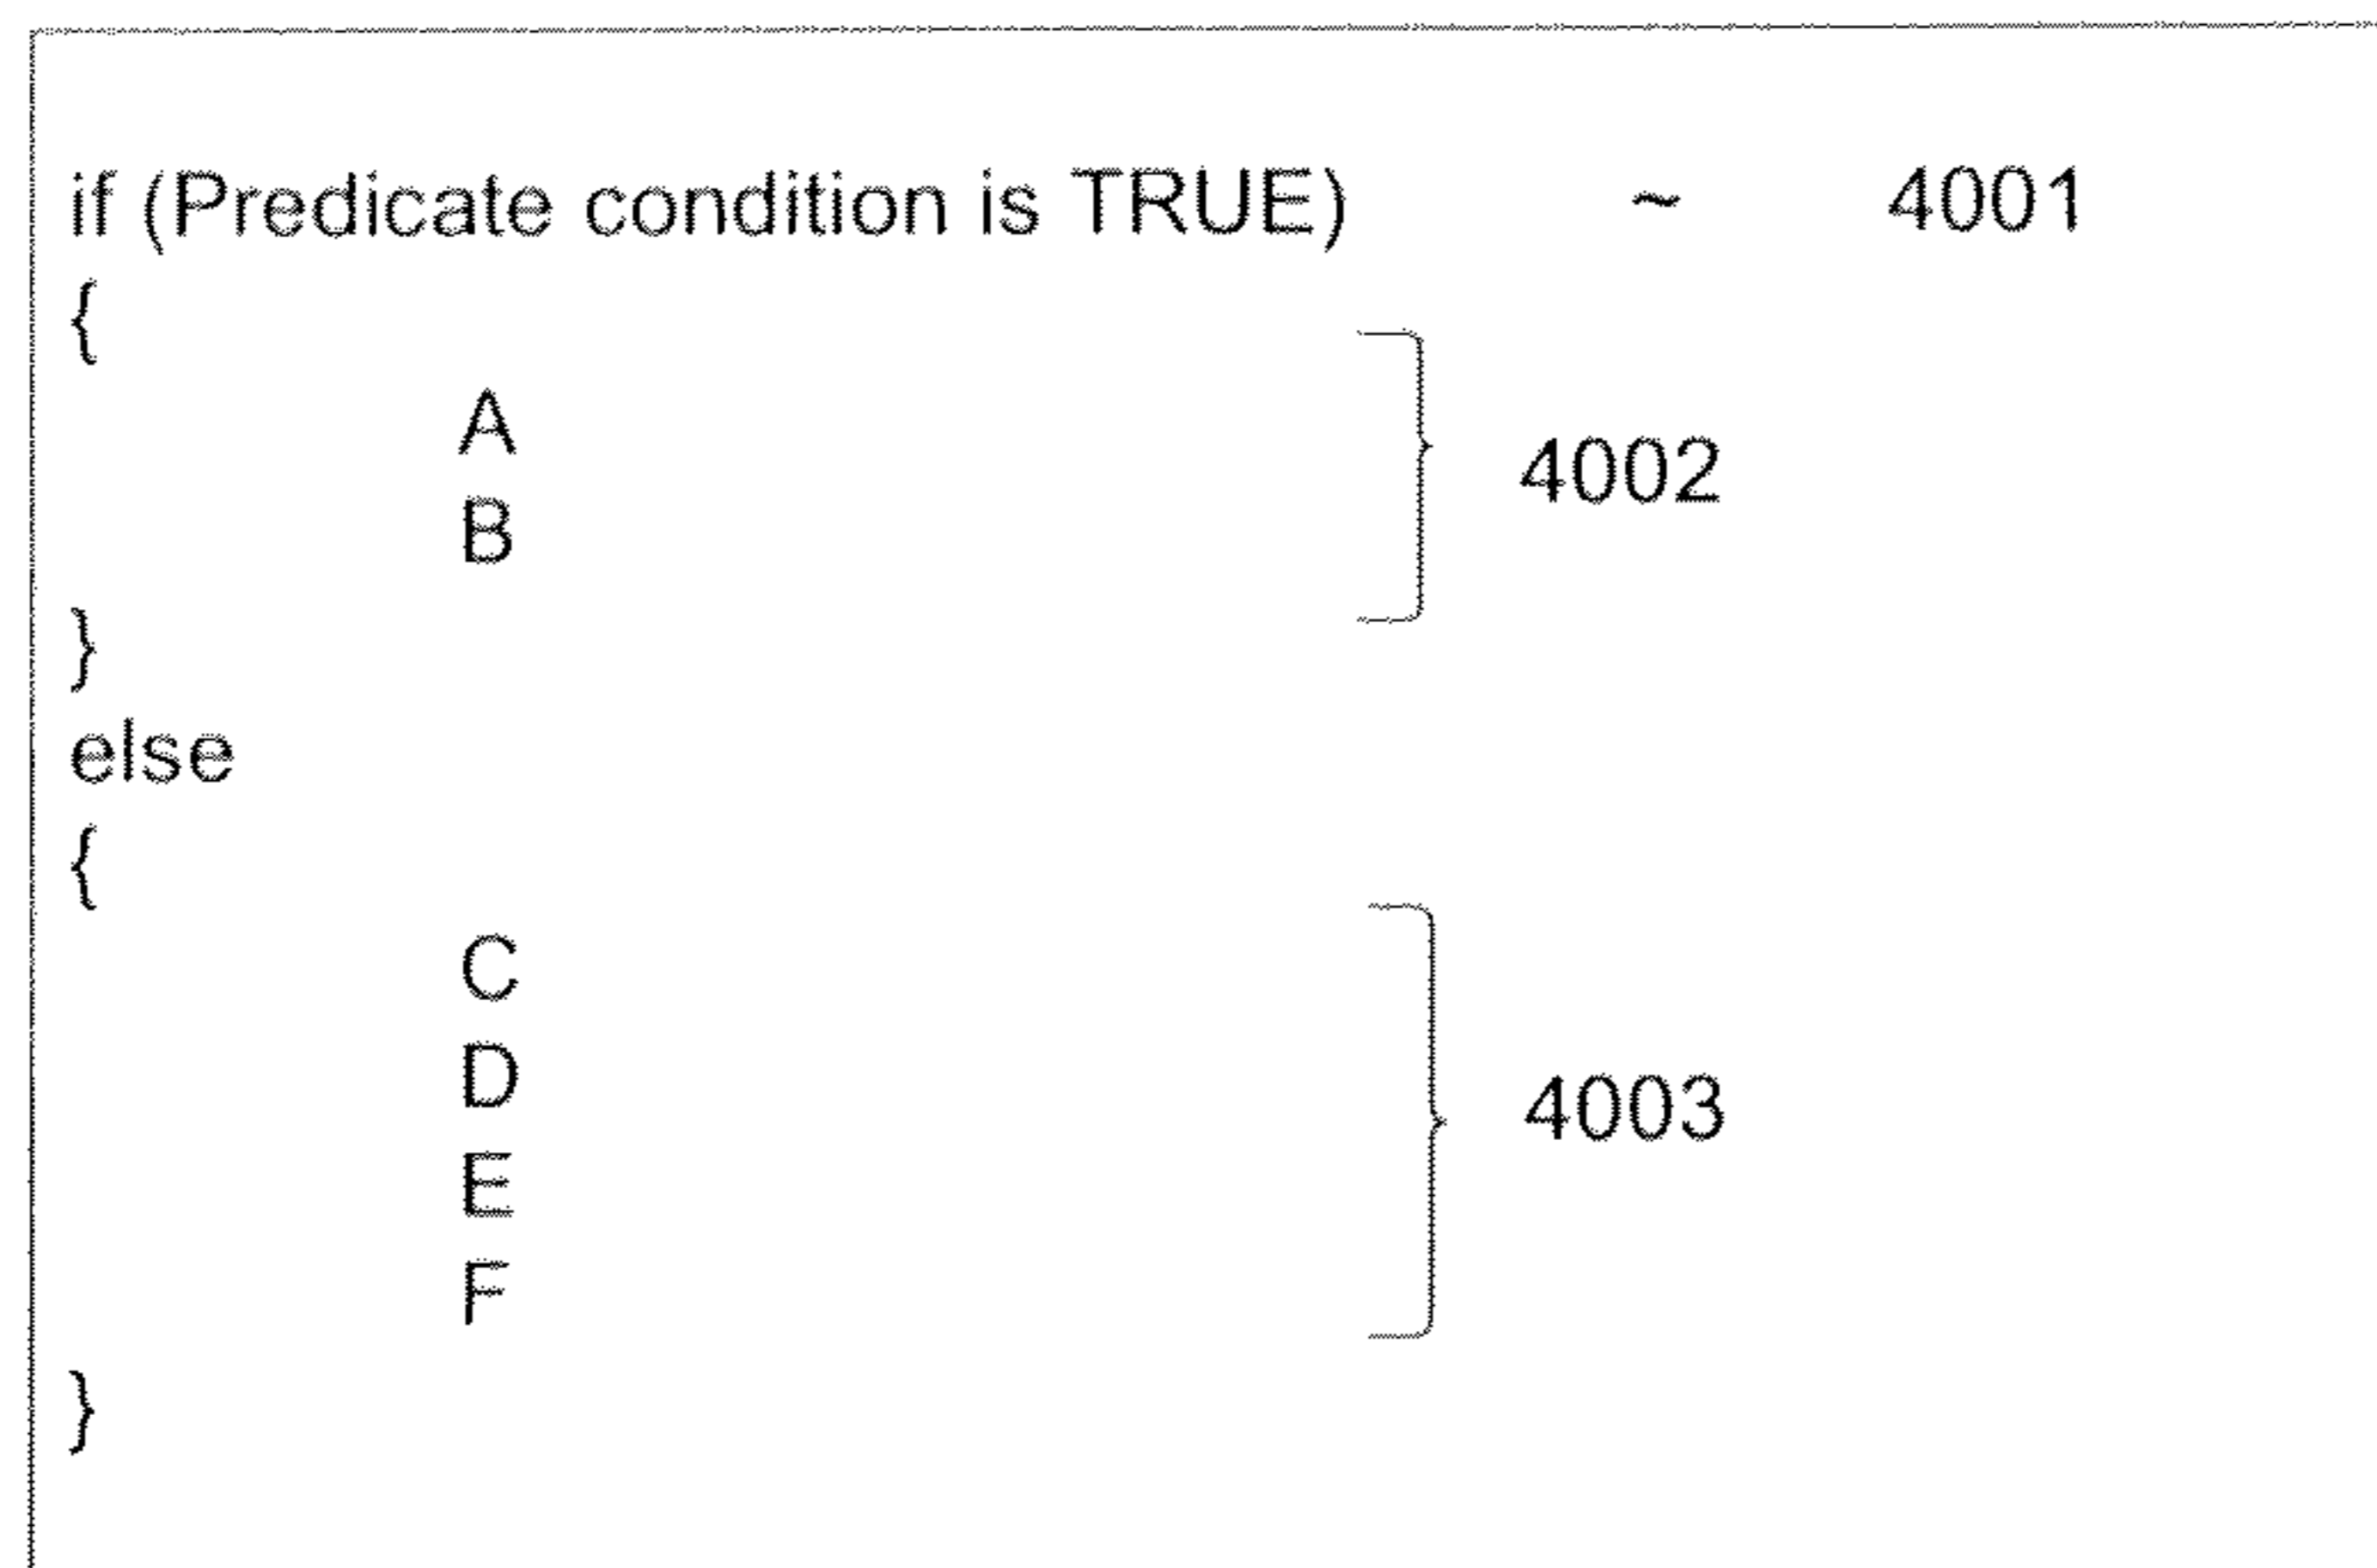 if (Predicate condition is TRUE) ~ 4001
{
A
B
4002
}
else
{
C
D
E
F
4003
}